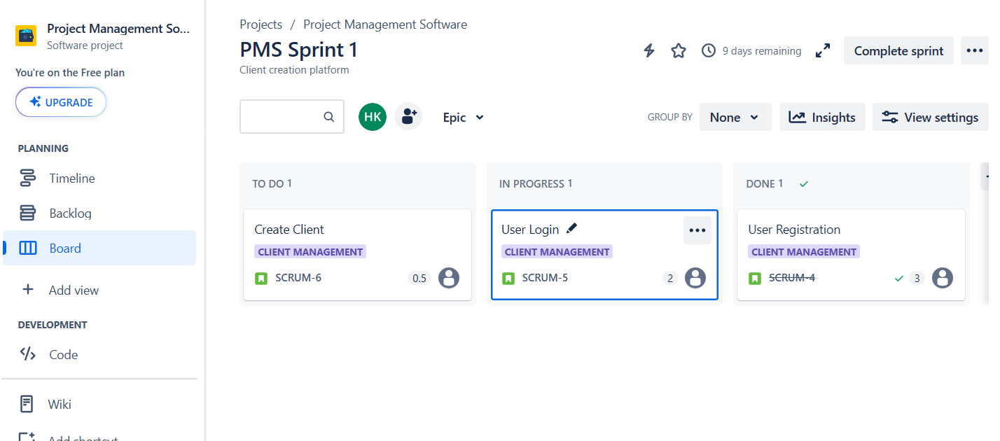 Project Management So...
Software project
You're on the Free plan
UPGRADE
PLANNING
Timeline
Backlog
Board
Add view
DEVELOPMENT
Code
Wiki
Add shortcut
Projects / Project Management Software
PMS Sprint 1
Client creation platform
9 days remaining
Complete sprint
HK
Epic
GROUP BY
None
Insights
View settings
TO DO 1
Create Client
CLIENT MANAGEMENT
SCRUM-6
0.5
IN PROGRESS 1
User Login
CLIENT MANAGEMENT
SCRUM-5
2
DONE 1
User Registration
CLIENT MANAGEMENT
SCRUM-4
3